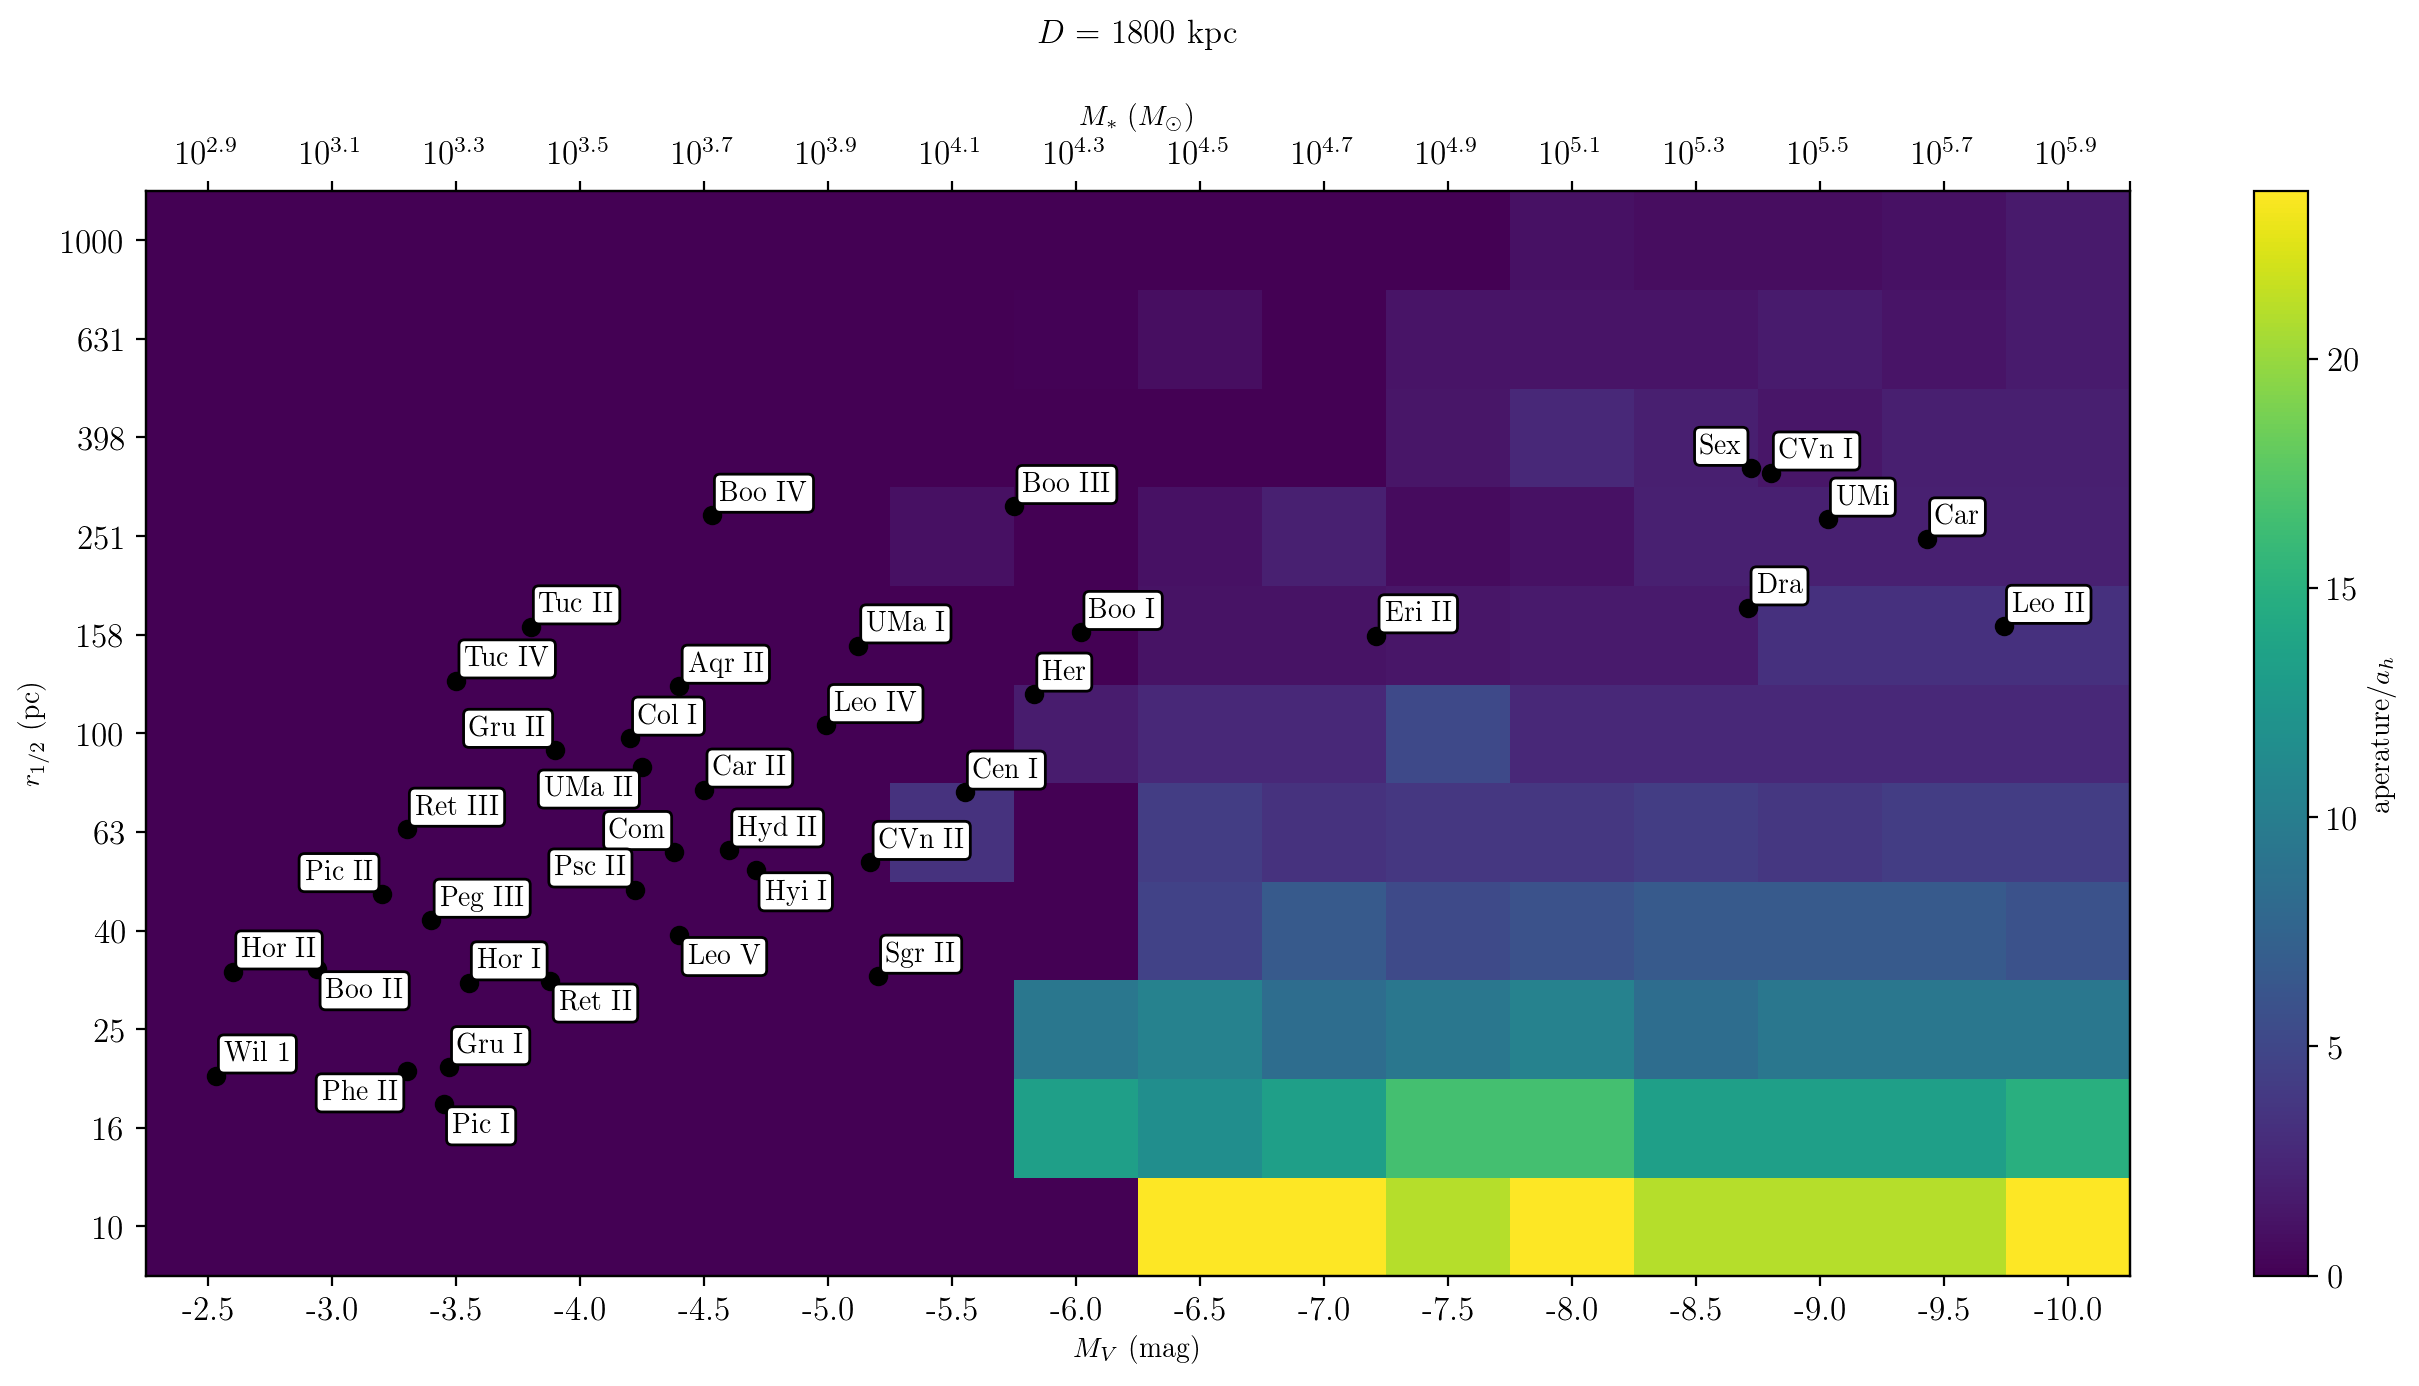 D = 1800 kpc
M* (M⊙)
10^2.9 10^3.1 10^3.3 10^3.5 10^3.7 10^3.9 10^4.1 10^4.3 10^4.5 10^4.7 10^4.9 10^5.1 10^5.3 10^5.5 10^5.7 10^5.9
1000
631
398
251
158
100
63
40
25
16
10
r1/2 (pc)
Sex
CVn I
Boo IV
Boo III
UMi
Car
Tuc II
UMa I
Boo I
Eri II
Dra
Leo II
Tuc IV
Aqr II
Her
Gru II
Col I
Leo IV
UMa II
Car II
Cen I
Ret III
Com
Hyd II
CVn II
Pic II
Psc II
Peg III
Hyi I
Hor II
Hor I
Leo V
Sgr II
Boo II
Ret II
Wil 1
Gru I
Phe II
Pic I
-2.5 -3.0 -3.5 -4.0 -4.5 -5.0 -5.5 -6.0 -6.5 -7.0 -7.5 -8.0 -8.5 -9.0 -9.5 -10.0
MV (mag)
20
15
10
5
0
aperature/ah